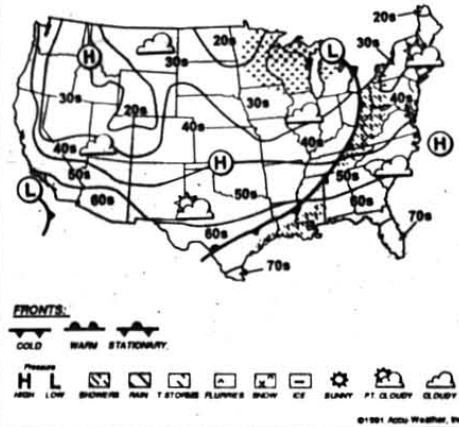 20s
20s
30s
L
H
30s
30s
30s
20s
40s
40s
40s
40s
H
H
50s
50s
L
60s
50s
60s
60s
70s
70s
FRONTS:
COLD WARM STATIONARY
Pressure
H L
HIGH LOW SHOWERS RAIN T STORMS FLURRIES SNOW ICE SUNNY PT. CLOUDY CLOUDY
©1991 Accu Weather, Inc